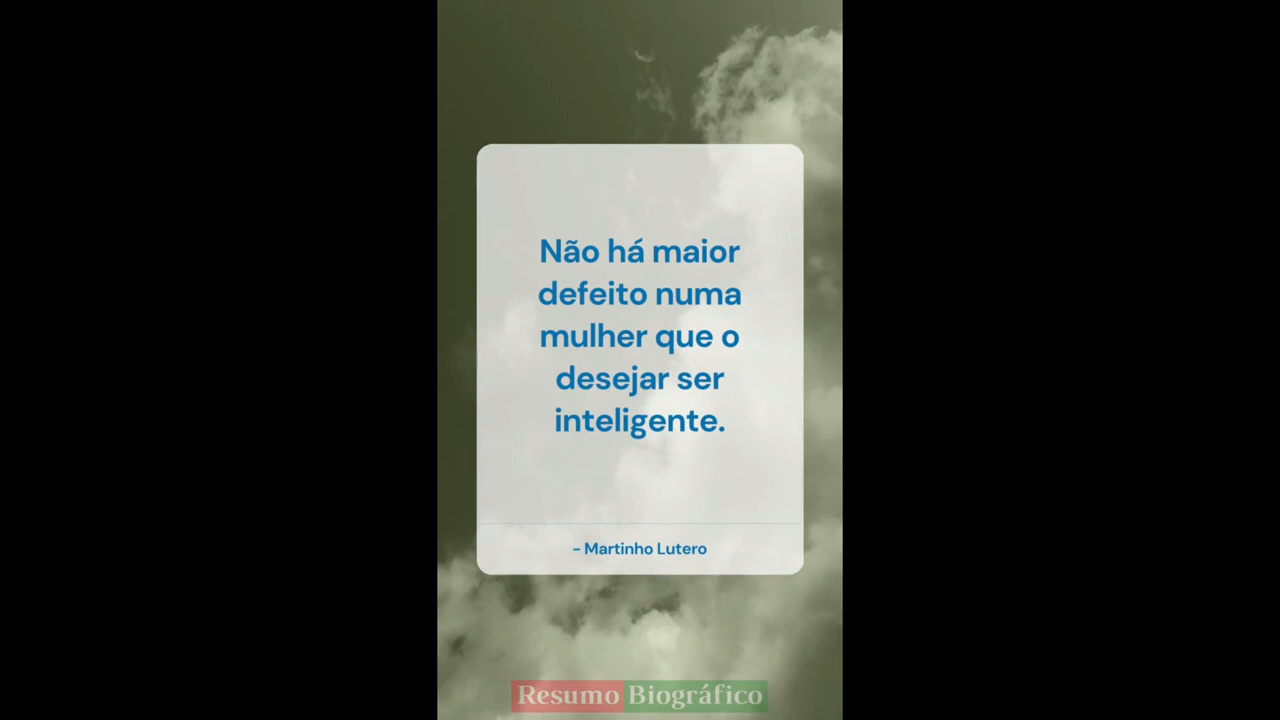 Não há maior
defeito numa
mulher que o
desejar ser
inteligente.
- Martinho Lutero
Resumo Biográfico